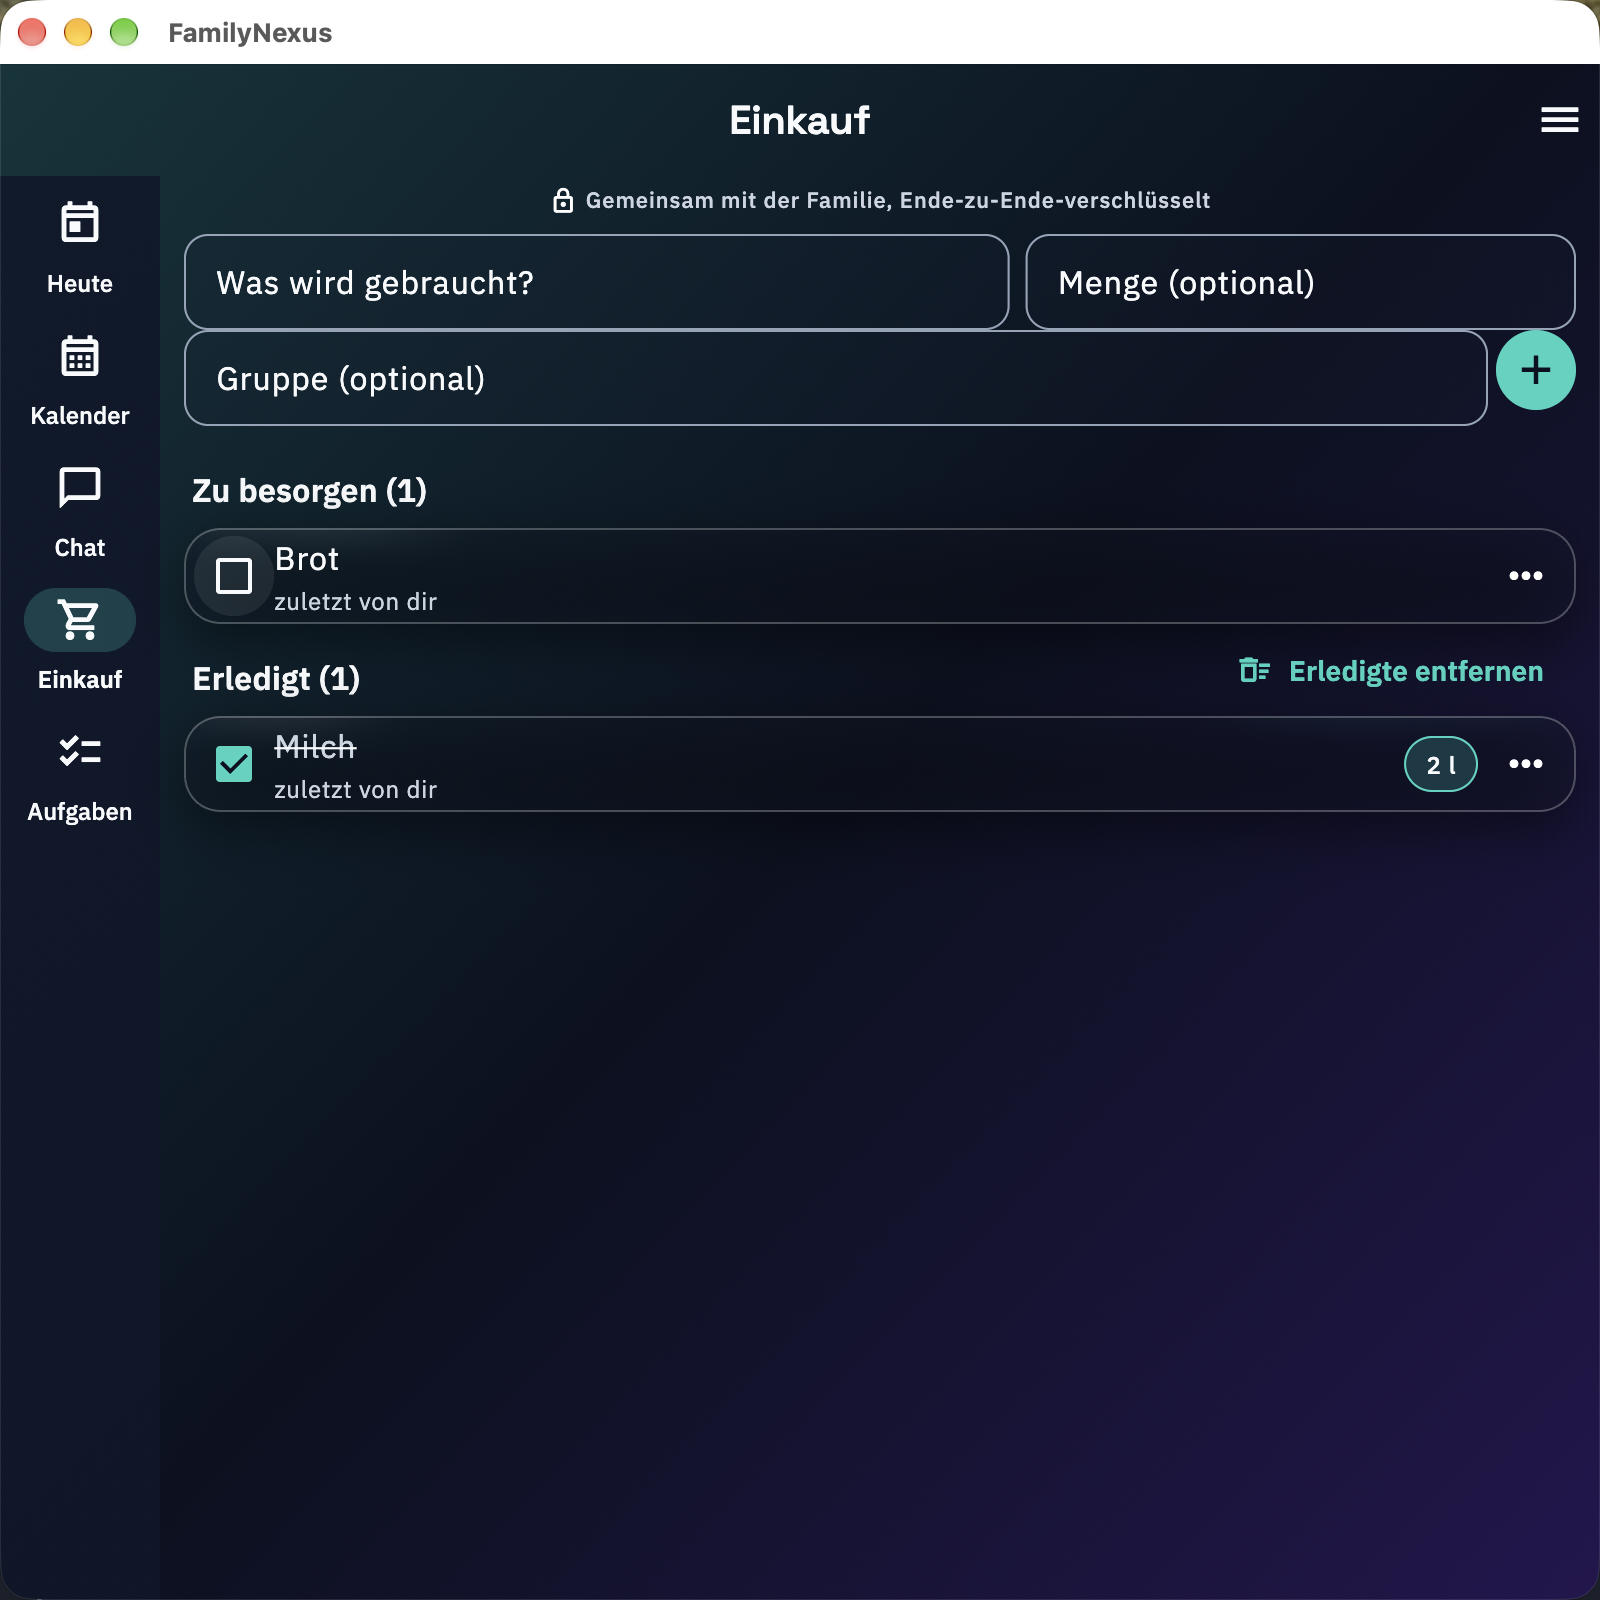 FamilyNexus
Einkauf
Gemeinsam mit der Familie, Ende-zu-Ende-verschlüsselt
Heute
Kalender
Chat
Einkauf
Aufgaben
Was wird gebraucht?
Menge (optional)
Gruppe (optional)
Zu besorgen (1)
Brot
zuletzt von dir
Erledigt (1)
Erledigte entfernen
Milch
zuletzt von dir
2 l